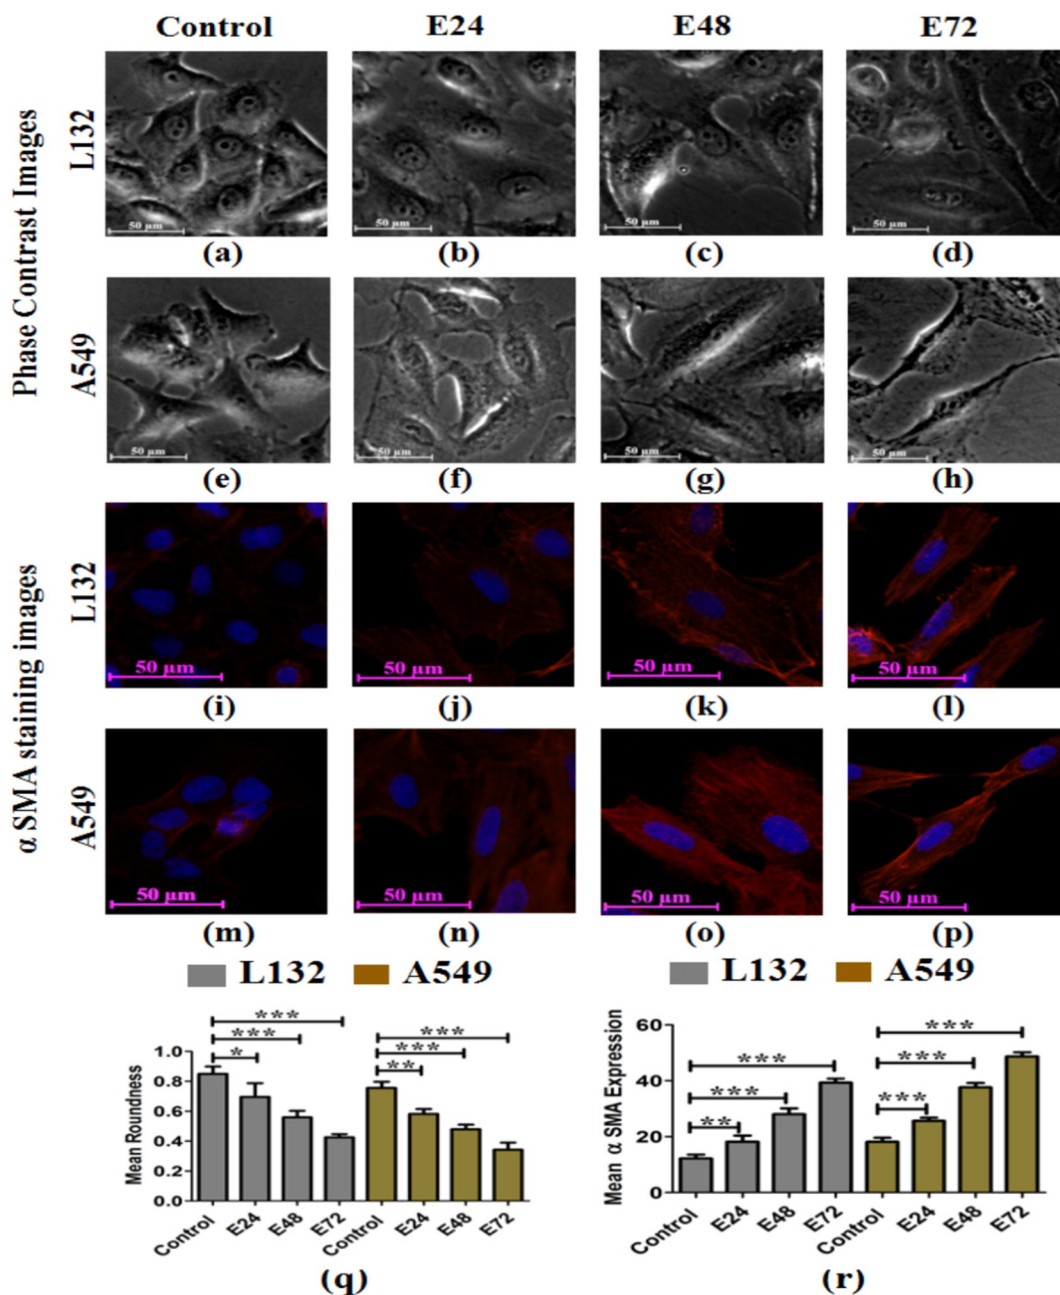 Control E24 E48 E72
Phase Contrast Images
L132
50 µm 50 µm 50 µm 50 µm
(a) (b) (c) (d)
A549
50 µm 50 µm 50 µm 50 µm
(e) (f) (g) (h)
α SMA staining images
L132
50 µm 50 µm 50 µm 50 µm
(i) (j) (k) (l)
A549
50 µm 50 µm 50 µm 50 µm
(m) (n) (o) (p)
L132 A549
L132 A549
Mean Roundness
1.0
0.8
0.6
0.4
0.2
0.0
***
***
*
***
***
**
Control E24 E48 E72 Control E24 E48 E72
(q)
Mean α SMA Expression
60
40
20
0
***
***
**
***
***
***
Control E24 E48 E72 Control E24 E48 E72
(r)